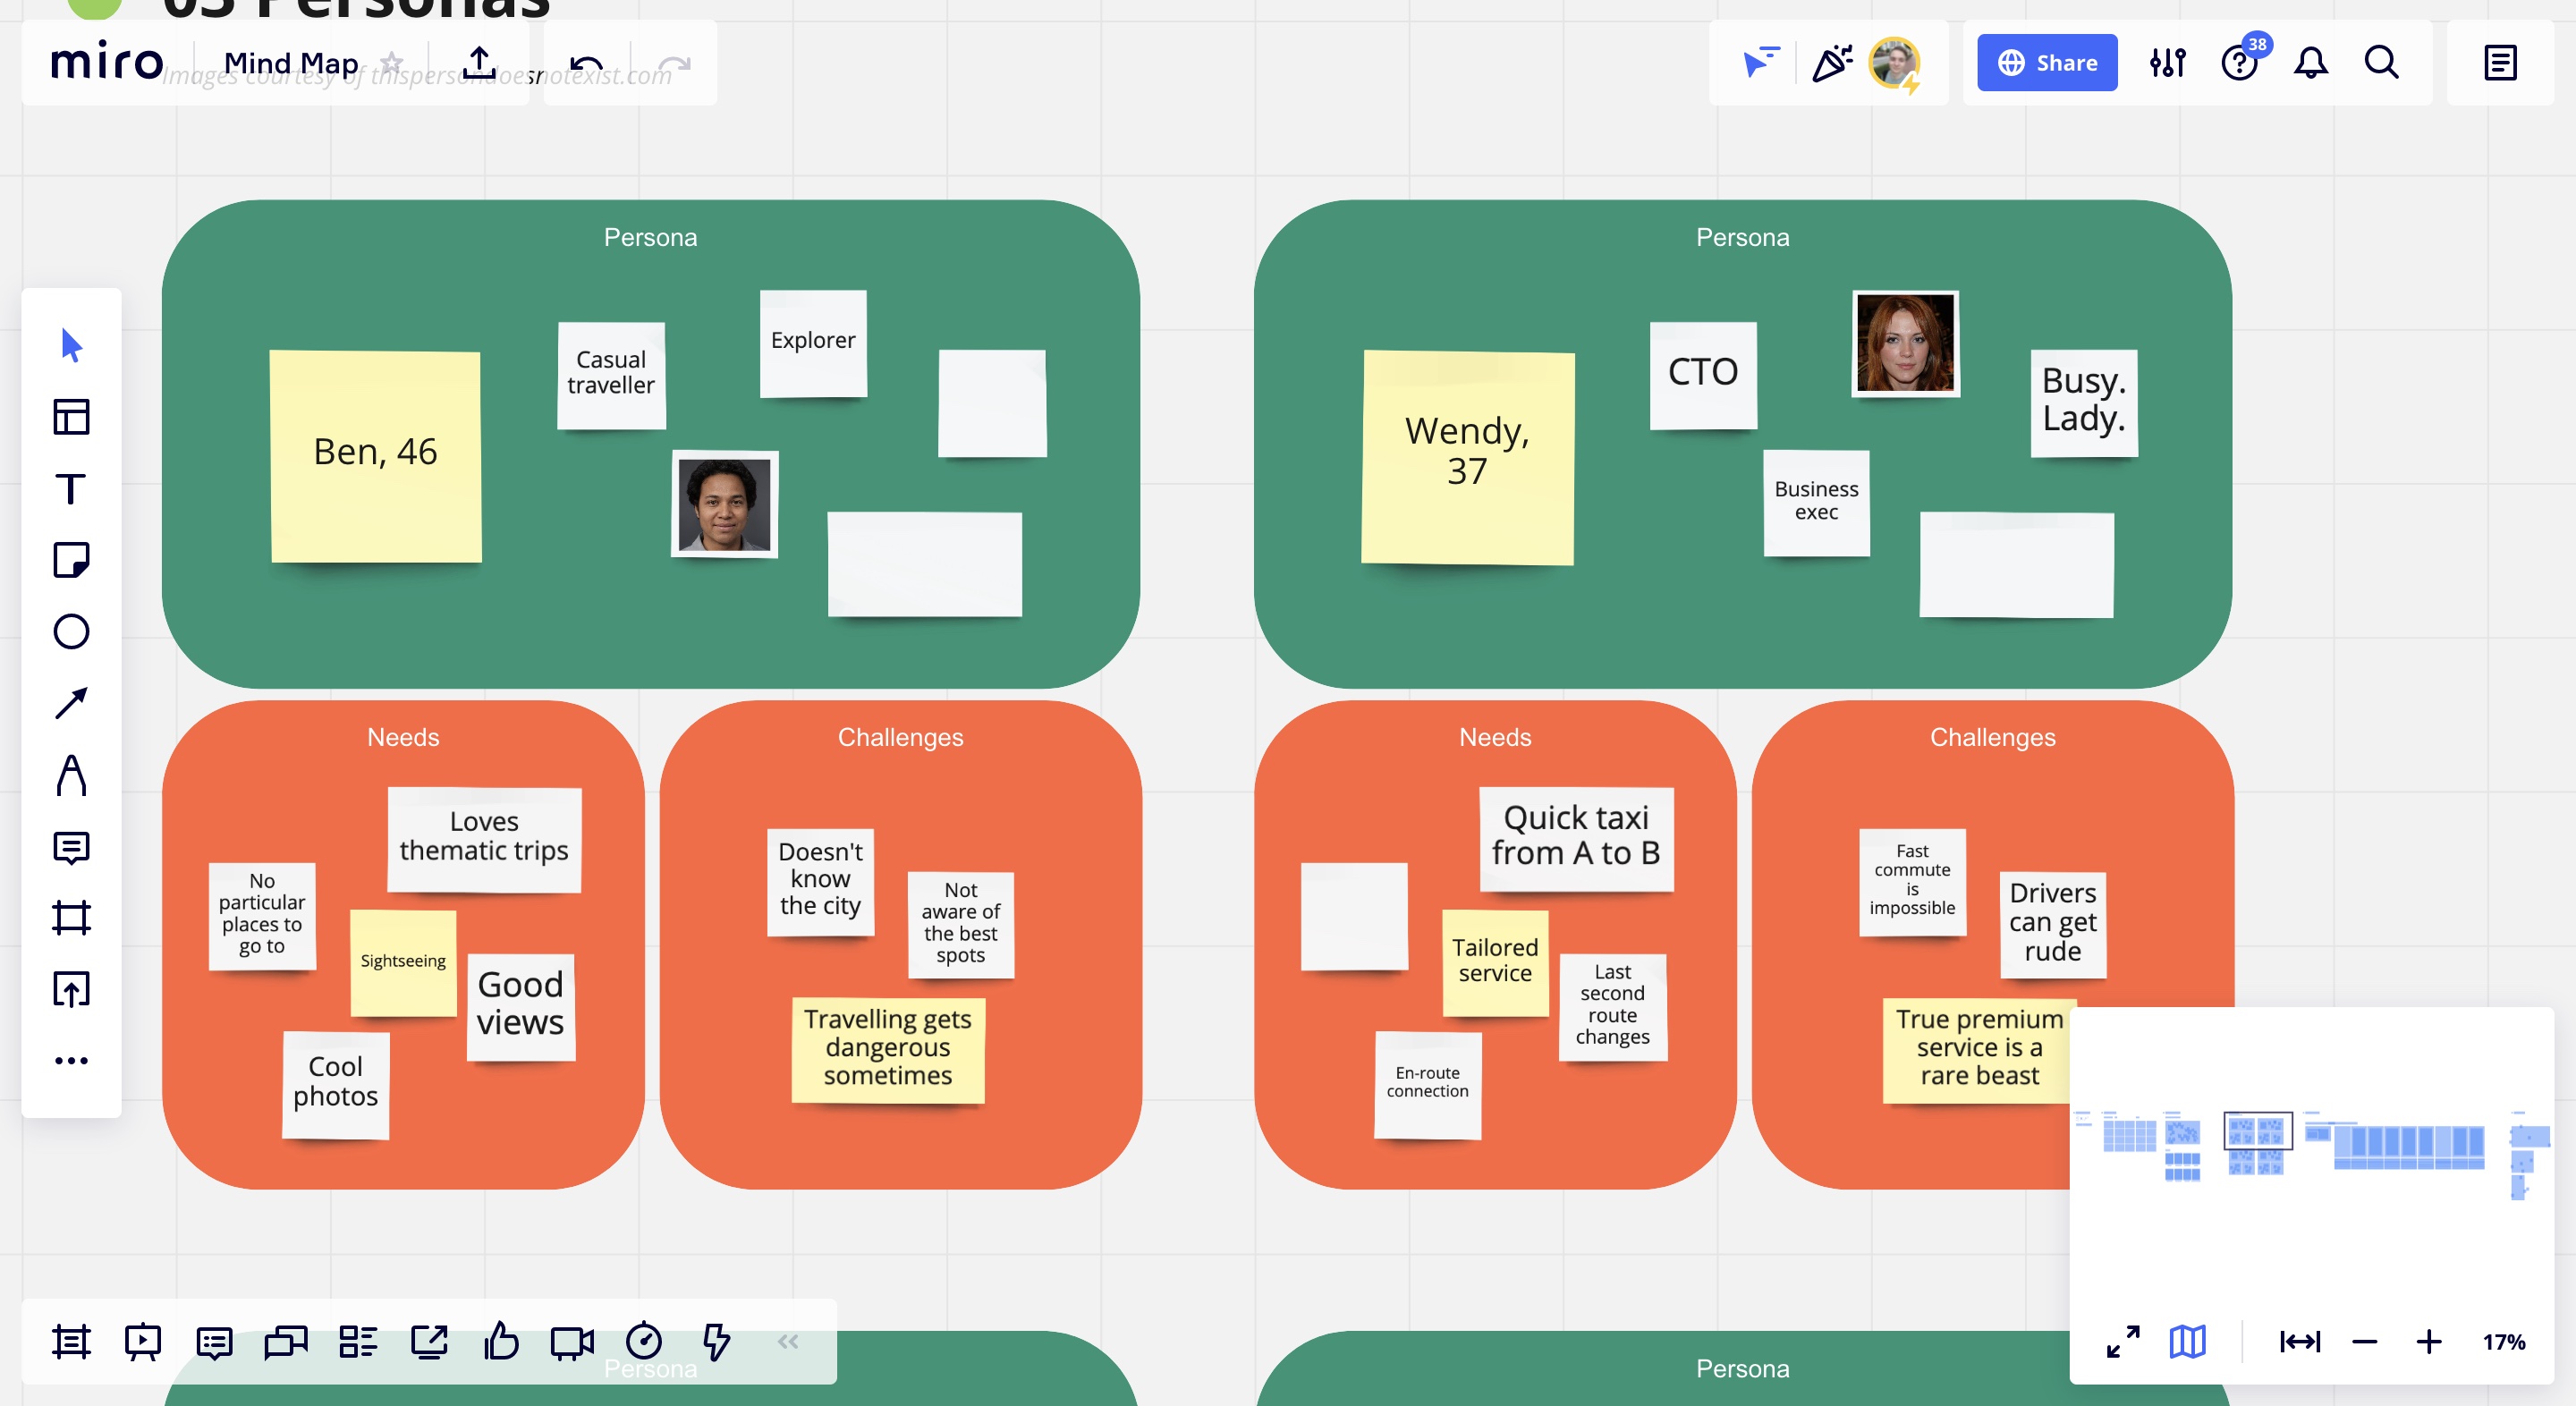 03 Personas
miro
Mind Map
Images courtesy of thispersondoesnotexist.com
Share
38
Persona
Ben, 46
Casual
traveller
Explorer
Persona
Wendy,
37
CTO
Business
exec
Busy.
Lady.
Needs
Loves
thematic trips
No
particular
places to
go to
Sightseeing
Good
views
Cool
photos
Challenges
Doesn't
know
the city
Not
aware of
the best
spots
Travelling gets
dangerous
sometimes
Needs
Quick taxi
from A to B
Tailored
service
Last
second
route
changes
En-route
connection
Challenges
Fast
commute
is
impossible
Drivers
can get
rude
True premium
service is a
rare beast
Persona
Persona
17%